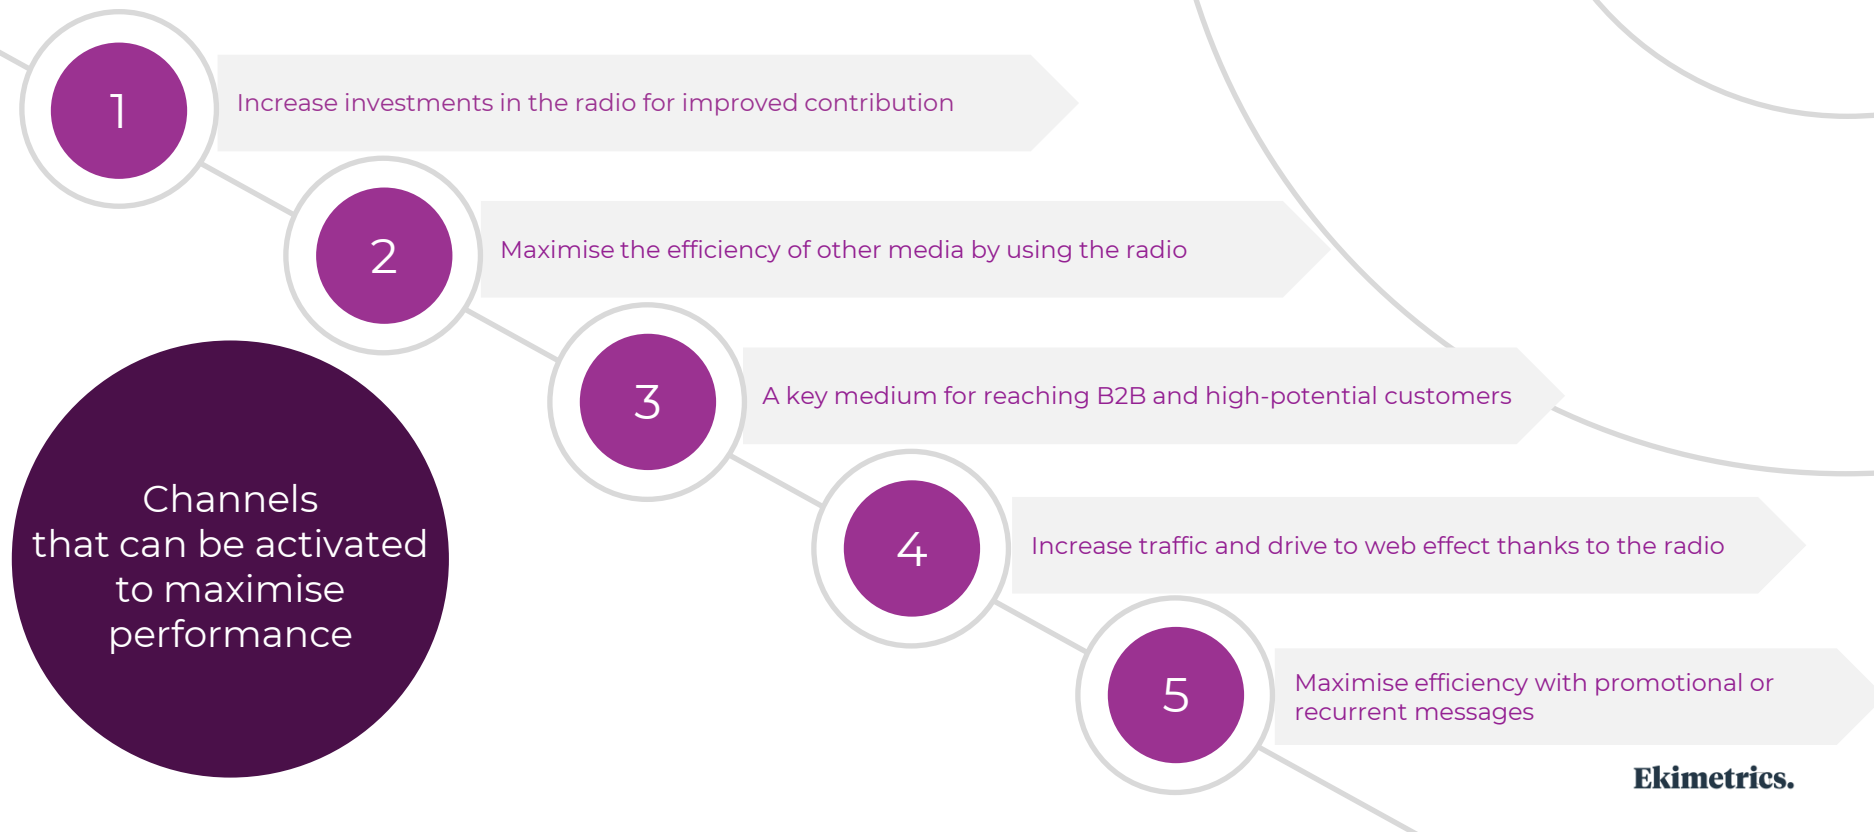 1
Increase investments in the radio for improved contribution
2
Maximise the efficiency of other media by using the radio
3
A key medium for reaching B2B and high-potential customers
4
Increase traffic and drive to web effect thanks to the radio
5
Maximise efficiency with promotional or
recurrent messages
Channels
that can be activated
to maximise
performance
Ekimetrics.